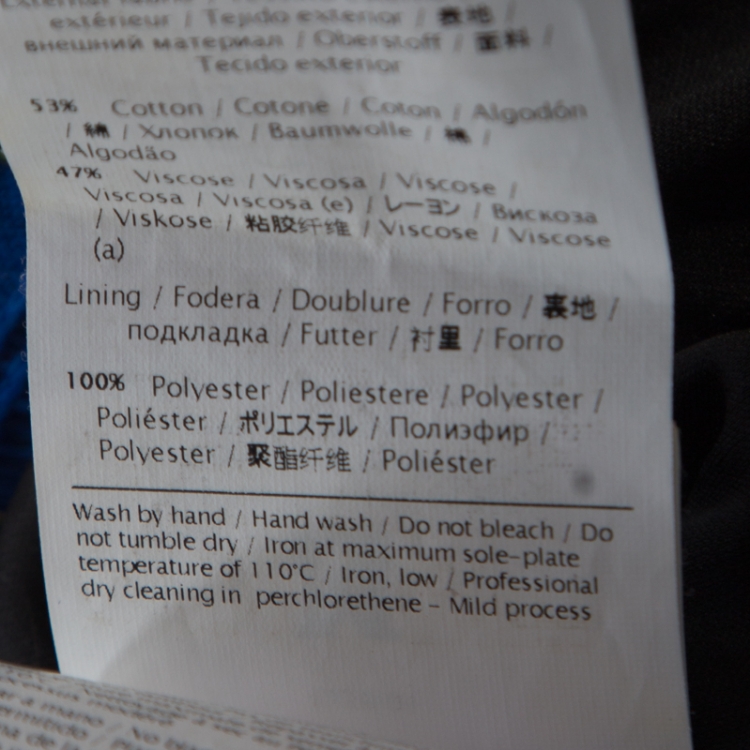 extérieur / Tejido exterior / 表地 /
внешний материал / Oberstoff / 面料 /
Tecido exterior
53% Cotton / Cotone / Coton / Algodón
/ 綿 / Хлопок / Baumwolle / 棉 /
Algodão
47% Viscose / Viscosa / Viscose /
Viscosa / Viscosa (e) / レーヨン / Вискоза
/ Viskose / 粘胶纤维 / Viscose / Viscose
(a)
Lining / Fodera / Doublure / Forro / 裏地 /
подкладка / Futter / 衬里 / Forro
100% Polyester / Poliestere / Polyester /
Poliéster / ポリエステル / Полиэфир /
Polyester / 聚酯纤维 / Poliéster
Wash by hand / Hand wash / Do not bleach / Do
not tumble dry / Iron at maximum sole-plate
temperature of 110°C / Iron, low / Professional
dry cleaning in perchlorethene - Mild process
a mano